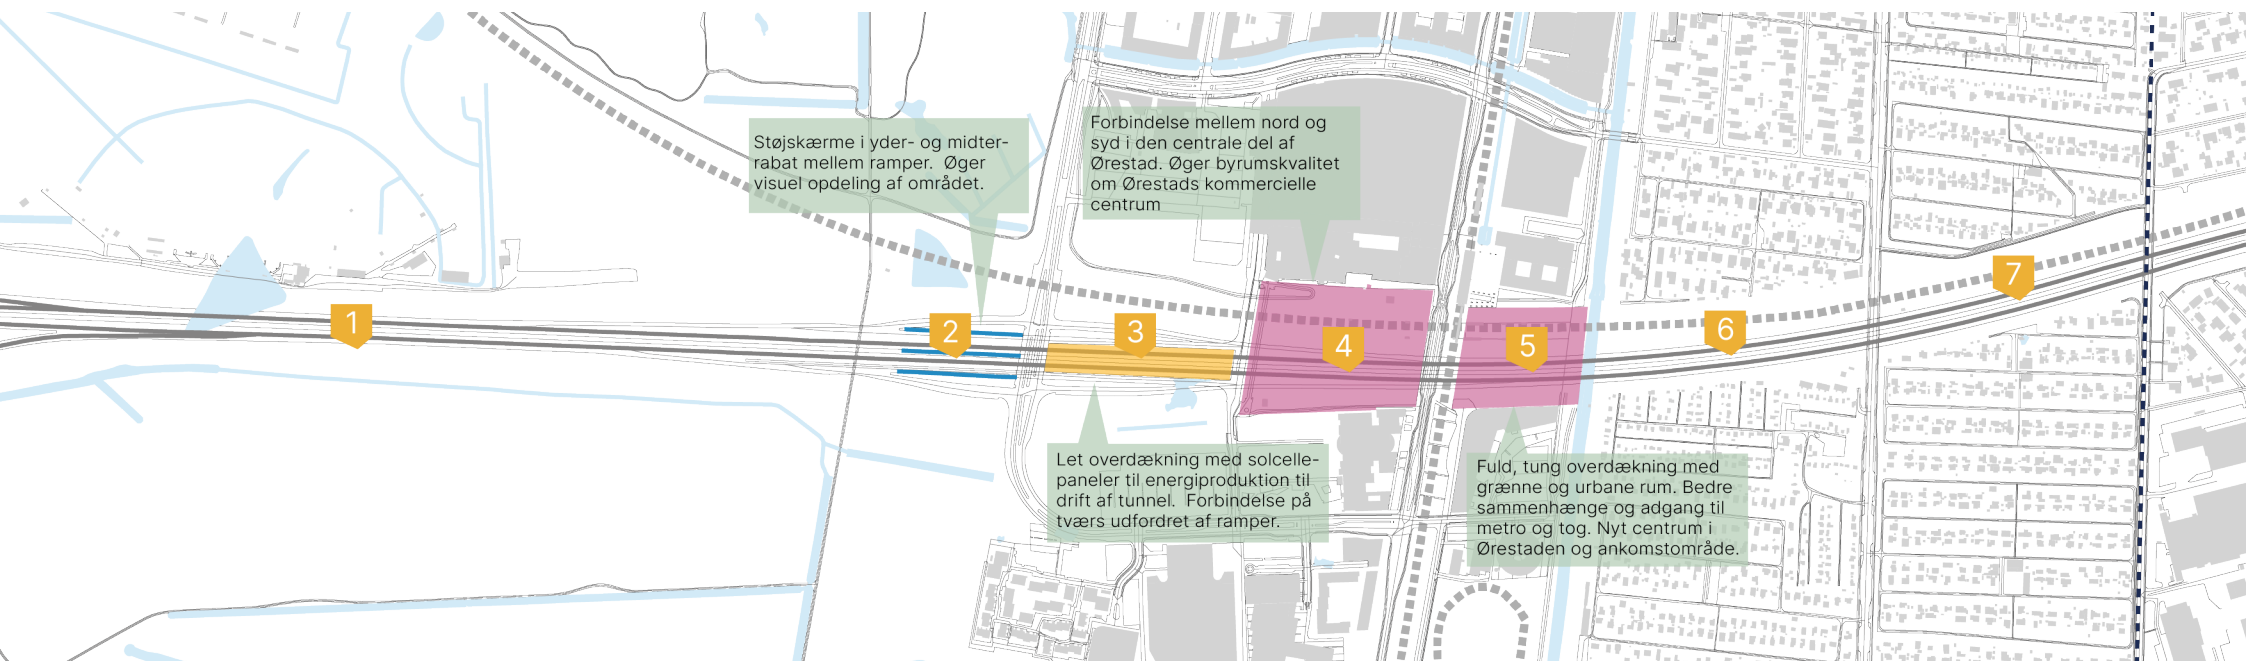 Støjskærme i yder- og midter-
rabat mellem ramper.  Øger
visuel opdeling af området.
Forbindelse mellem nord og
syd i den centrale del af
Ørestad. Øger byrumskvalitet
om Ørestads kommercielle
centrum
1
2
3
4
5
6
7
Let overdækning med solcelle-
paneler til energiproduktion til
drift af tunnel.  Forbindelse på
tværs udfordret af ramper.
Fuld, tung overdækning med
grænne og urbane rum. Bedre
sammenhænge og adgang til
metro og tog. Nyt centrum i
Ørestaden og ankomstområde.